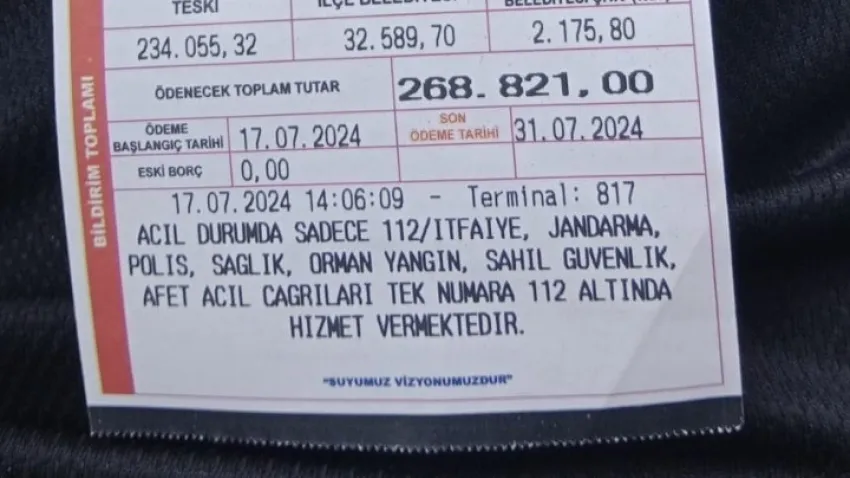 TESKİ
234.055,32 32.589,70 2.175,80
ÖDENECEK TOPLAM TUTAR 268.821,00
ÖDEME BAŞLANGIÇ TARİHİ 17.07.2024 SON ÖDEME TARİHİ 31.07.2024
ESKİ BORÇ 0,00
17.07.2024 14:06:09 - Terminal: 817
ACIL DURUMDA SADECE 112/ITFAIYE, JANDARMA,
POLIS, SAGLIK, ORMAN YANGIN, SAHIL GUVENLIK,
AFET ACIL CAGRILARI TEK NUMARA 112 ALTINDA
HIZMET VERMEKTEDIR.
"SUYUMUZ VİZYONUMUZDUR"
BİLDİRİM TOPLAMI